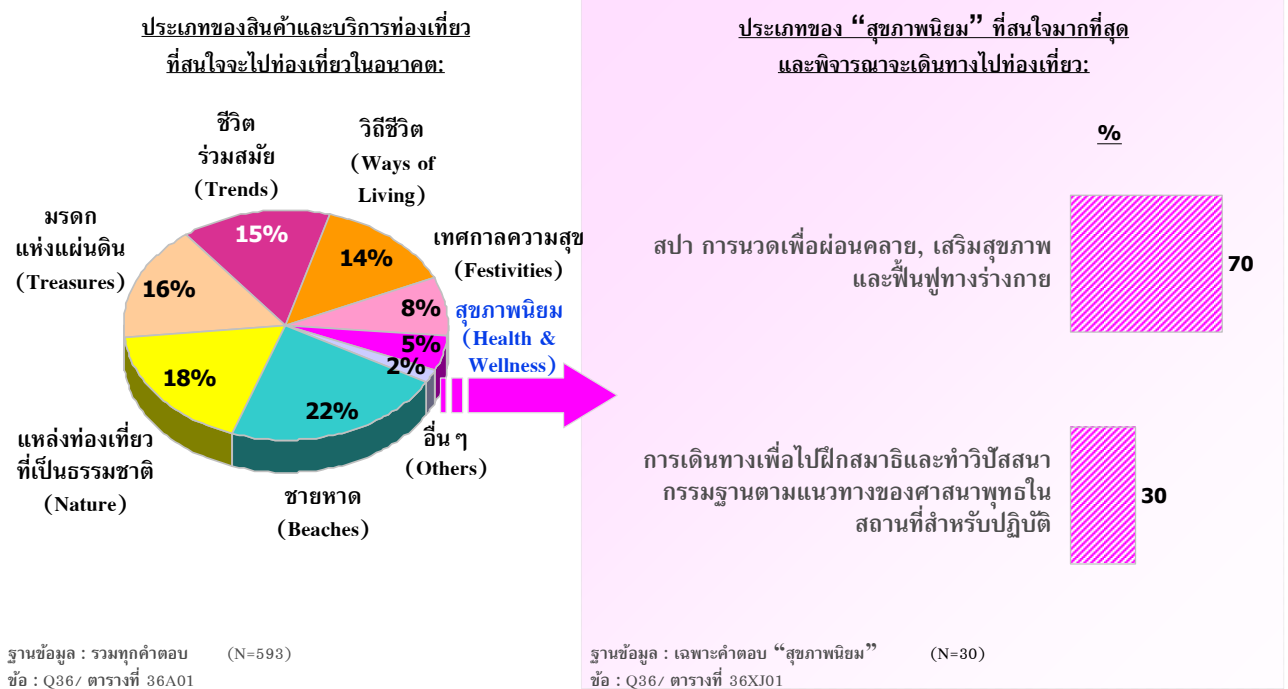 ประเภทของสินค้าและบริการท่องเที่ยว
ที่สนใจจะไปท่องเที่ยวในอนาคต:
ชีวิต
ร่วมสมัย
(Trends)
15%
วิถีชีวิต
(Ways of
Living)
14%
เทศกาลความสุข
(Festivities)
8%
สุขภาพนิยม
(Health &
Wellness)
5%
อื่น ๆ
(Others)
2%
ชายหาด
(Beaches)
22%
แหล่งท่องเที่ยว
ที่เป็นธรรมชาติ
(Nature)
18%
มรดก
แห่งแผ่นดิน
(Treasures)
16%
ฐานข้อมูล : รวมทุกคำตอบ (N=593)
ข้อ : Q36/ ตารางที่ 36A01
ประเภทของ “สุขภาพนิยม” ที่สนใจมากที่สุด
และพิจารณาจะเดินทางไปท่องเที่ยว:
%
สปา การนวดเพื่อผ่อนคลาย, เสริมสุขภาพ
และฟื้นฟูทางร่างกาย
70
การเดินทางเพื่อไปฝึกสมาธิและทำวิปัสสนา
กรรมฐานตามแนวทางของศาสนาพุทธใน
สถานที่สำหรับปฏิบัติ
30
ฐานข้อมูล : เฉพาะคำตอบ “สุขภาพนิยม” (N=30)
ข้อ : Q36/ ตารางที่ 36XJ01